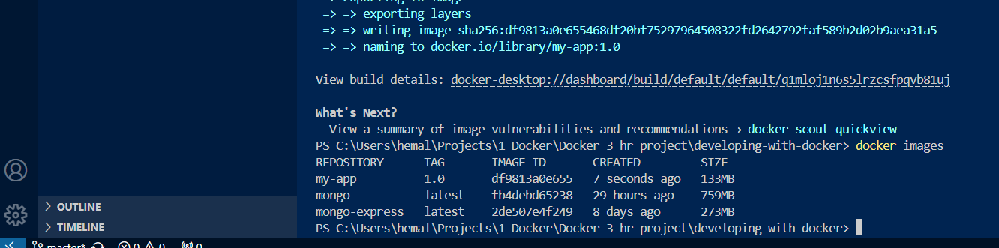 => exporting to image
=> => exporting layers
=> => writing image sha256:df9813a0e655468df20bf75297964508322fd2642792faf589b2d02b9aea31a5
=> => naming to docker.io/library/my-app:1.0
View build details: docker-desktop://dashboard/build/default/default/q1mloj1n6s5lrzcsfpqvb81uj
What's Next?
View a summary of image vulnerabilities and recommendations → docker scout quickview
PS C:\Users\hemal\Projects\1 Docker\Docker 3 hr project\developing-with-docker> docker images
REPOSITORY TAG IMAGE ID CREATED SIZE
my-app 1.0 df9813a0e655 7 seconds ago 133MB
mongo latest fb4debd65238 29 hours ago 759MB
mongo-express latest 2de507e4f249 8 days ago 273MB
PS C:\Users\hemal\Projects\1 Docker\Docker 3 hr project\developing-with-docker>
OUTLINE
TIMELINE
master* 0 0 0